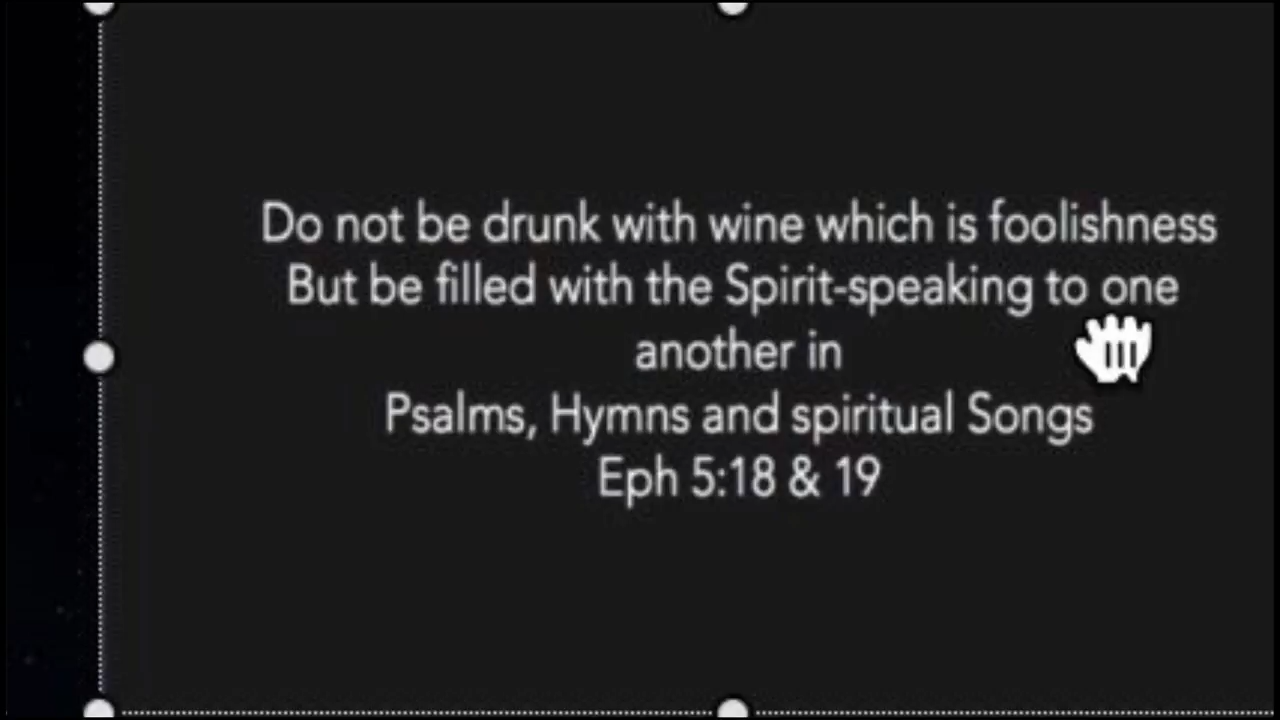 Do not be drunk with wine which is foolishness
But be filled with the Spirit-speaking to one
another in
Psalms, Hymns and spiritual Songs
Eph 5:18 & 19